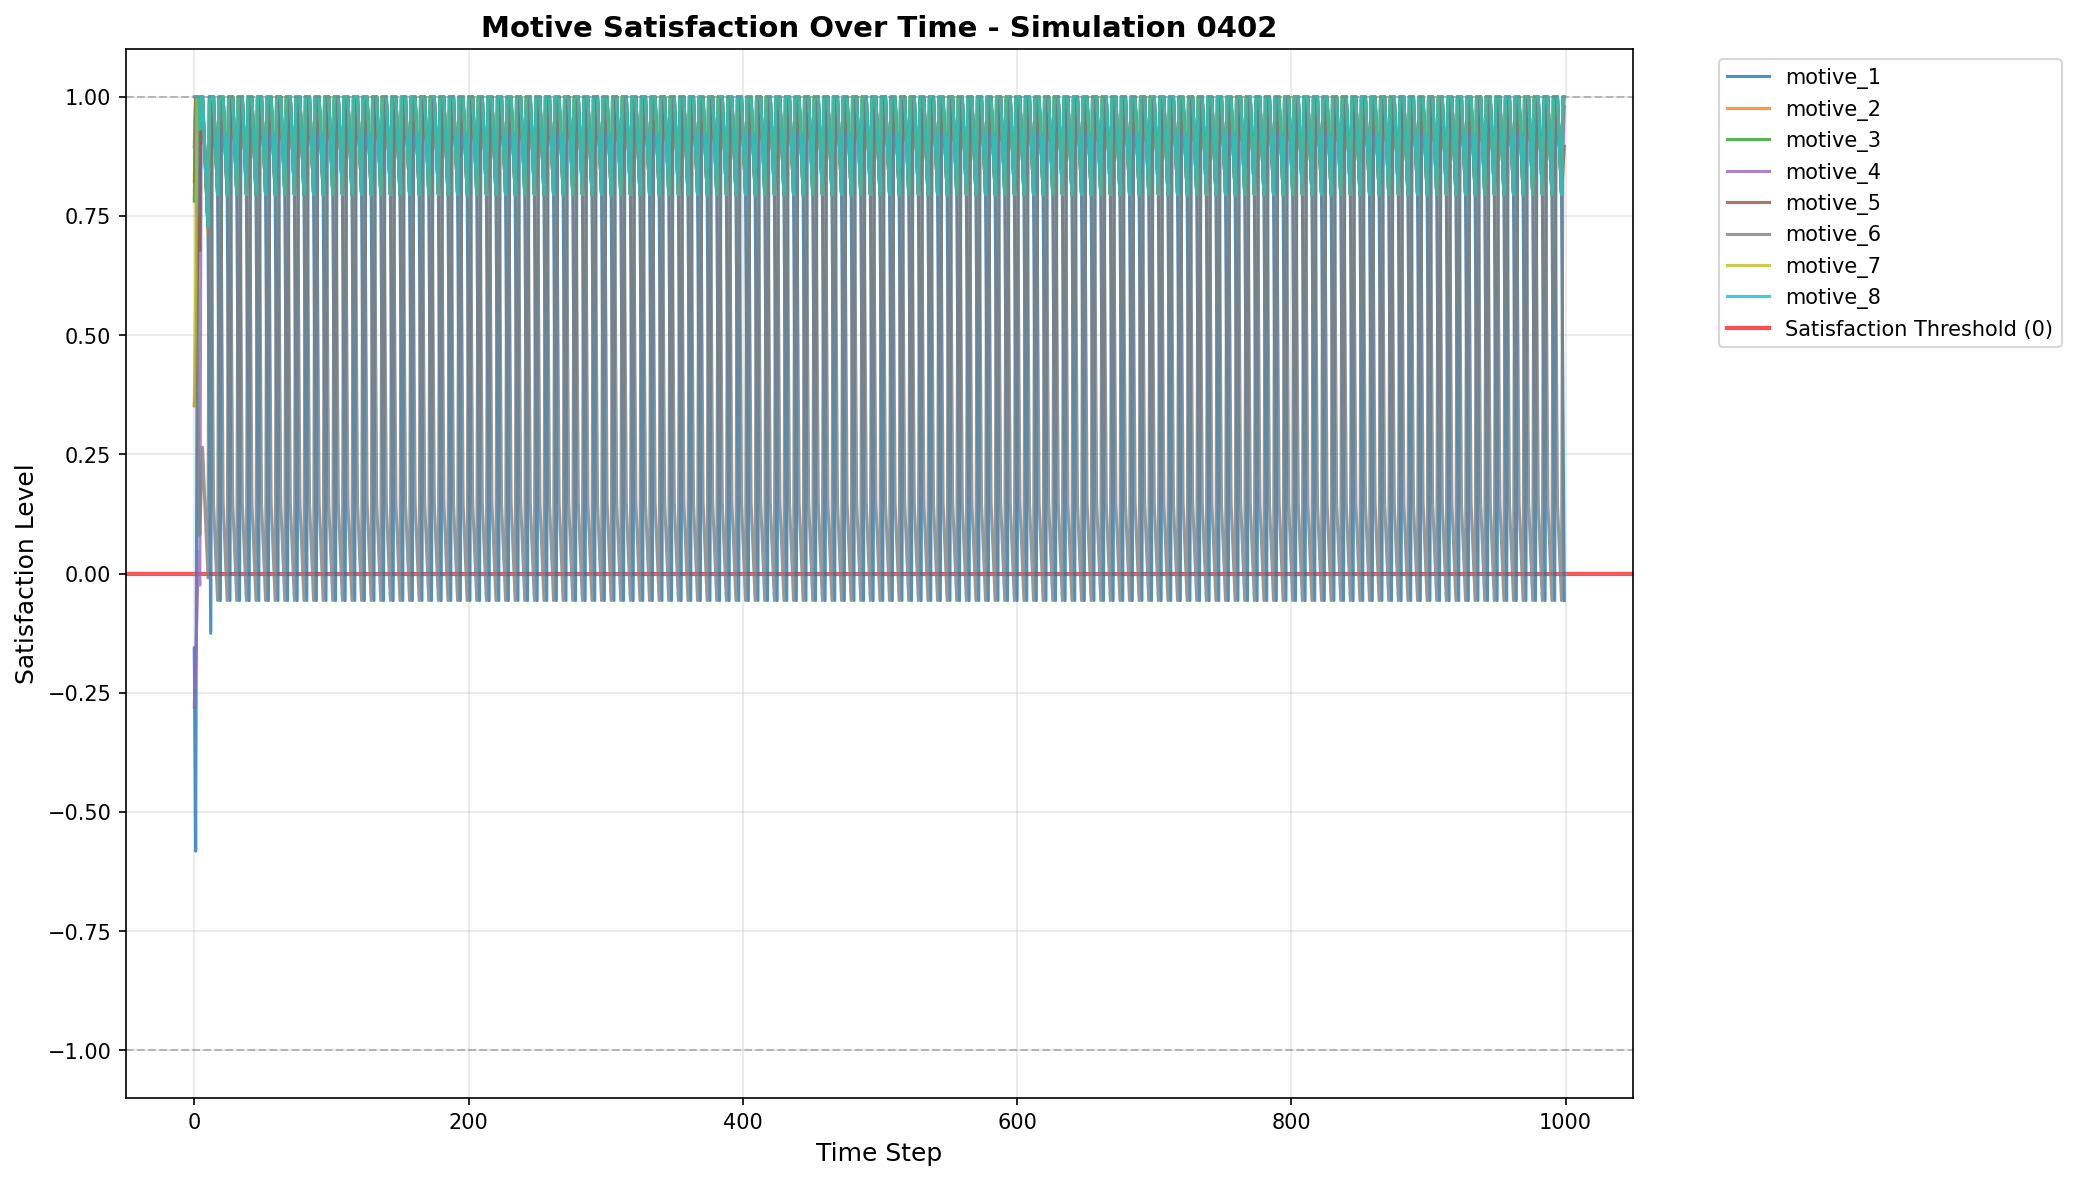 Motive Satisfaction Over Time - Simulation 0402
1.00
0.75
0.50
0.25
0.00
−0.25
−0.50
−0.75
−1.00
Satisfaction Level
0
200
400
600
800
1000
Time Step
motive_1
motive_2
motive_3
motive_4
motive_5
motive_6
motive_7
motive_8
Satisfaction Threshold (0)